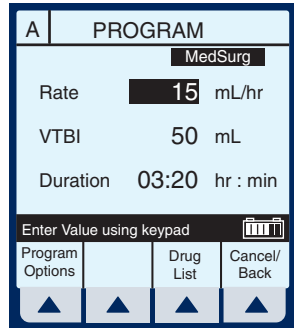 A PROGRAM
MedSurg
Rate 15 mL/hr
VTBI 50 mL
Duration 03:20 hr : min
Enter Value using keypad
Program Options
Drug List
Cancel/ Back